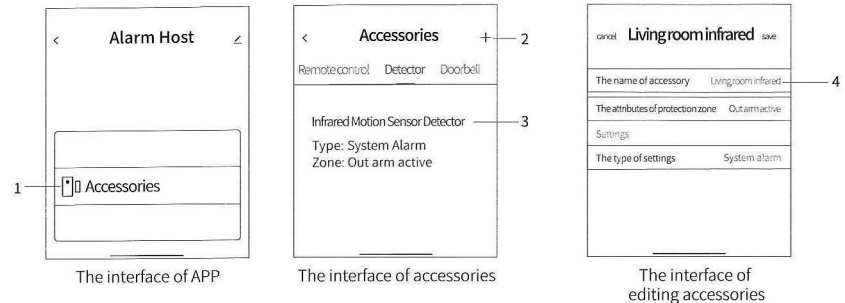 Alarm Host
1
Accessories
The interface of APP
Accessories
2
Remote control Detector Doorbell
Infrared Motion Sensor Detector
3
Type: System Alarm
Zone: Out arm active
The interface of accessories
cancel Living room infrared save
The name of accessory Living room infrared
4
The attributes of protection zone Out arm active
Settings
The type of settings System alarm
The interface of
editing accessories